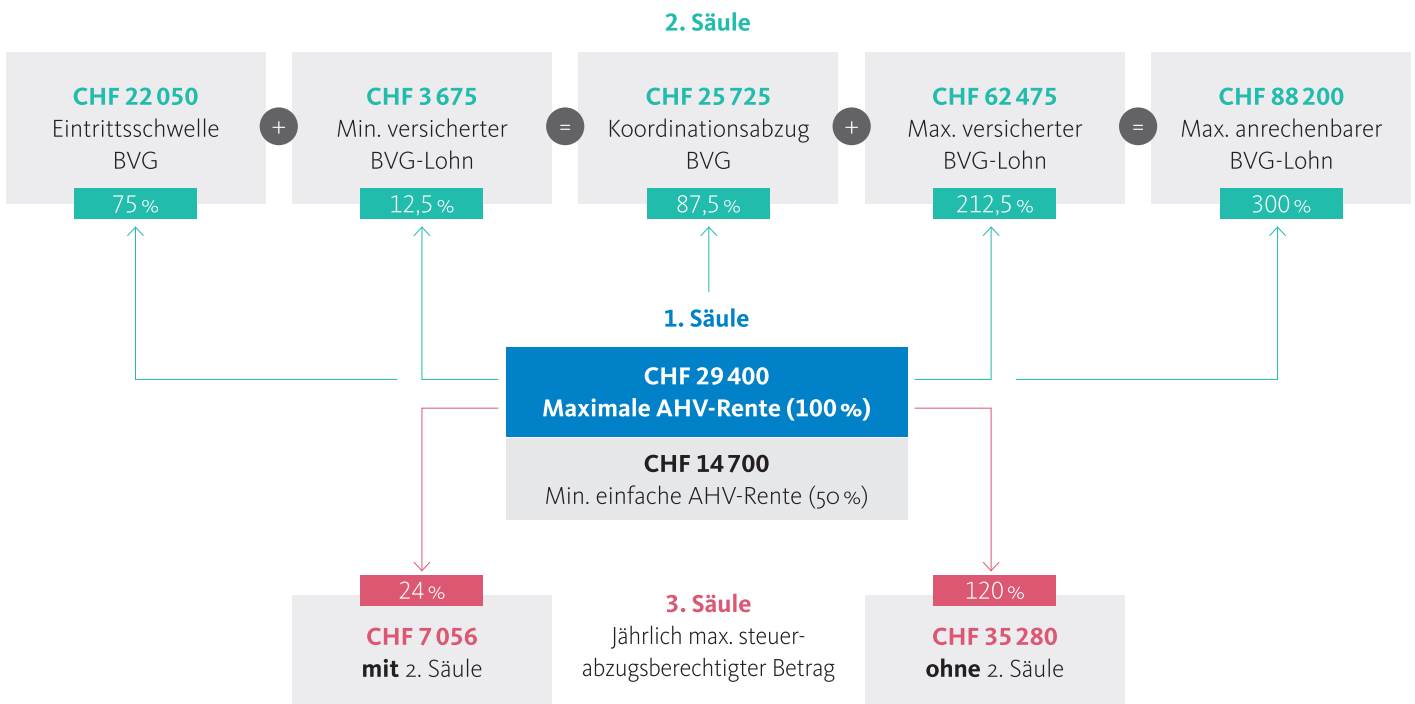 2. Säule
CHF 22 050
Eintrittsschwelle
BVG
75 %
+
CHF 3 675
Min. versicherter
BVG-Lohn
12,5 %
=
CHF 25 725
Koordinationsabzug
BVG
87,5 %
+
CHF 62 475
Max. versicherter
BVG-Lohn
212,5 %
=
CHF 88 200
Max. anrechenbarer
BVG-Lohn
300 %
1. Säule
CHF 29 400
Maximale AHV-Rente (100 %)
CHF 14 700
Min. einfache AHV-Rente (50 %)
24 %
CHF 7 056
mit 2. Säule
3. Säule
Jährlich max. steuer-
abzugsberechtigter Betrag
120 %
CHF 35 280
ohne 2. Säule